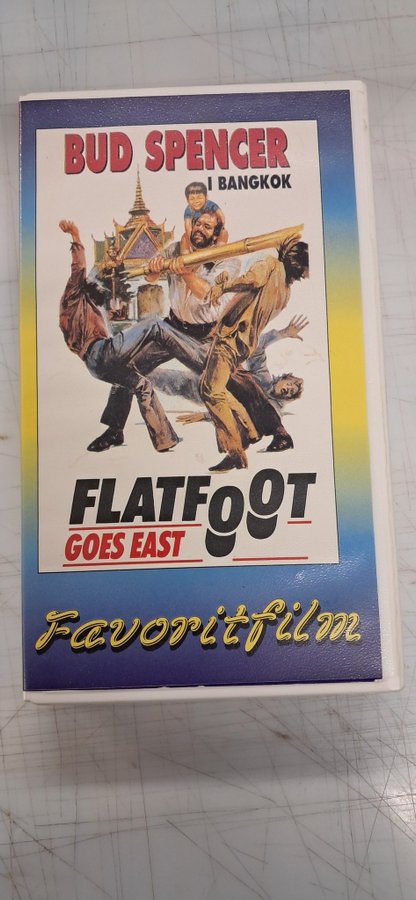 BUD SPENCER
I BANGKOK
FLATFOOT
GOES EAST
Favoritfilm